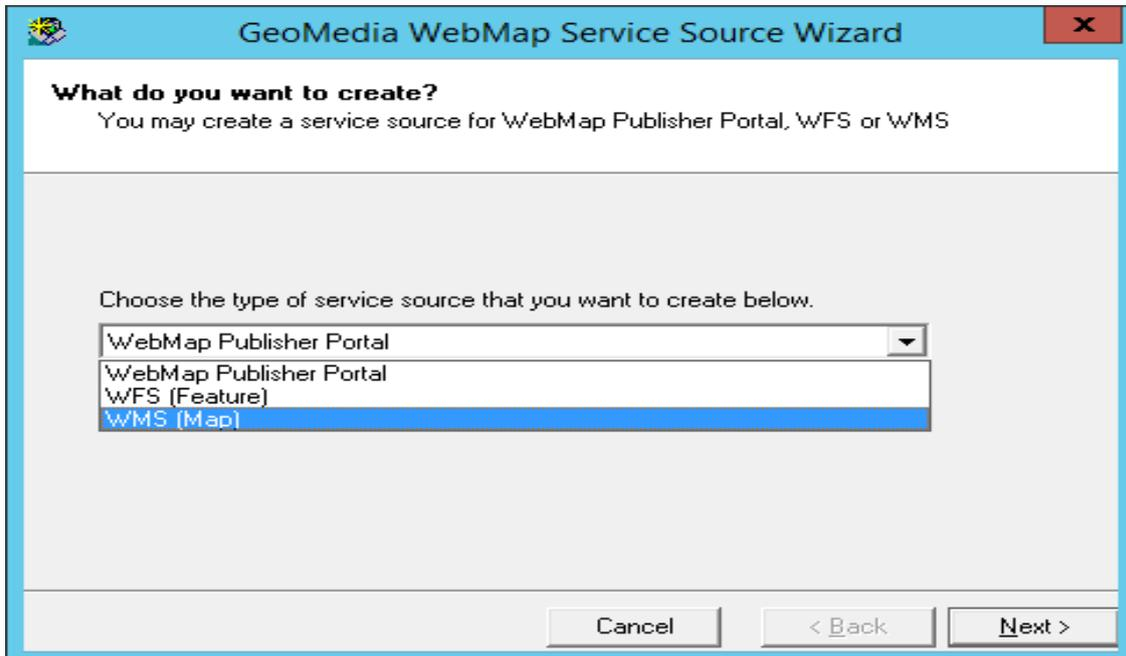 GeoMedia WebMap Service Source Wizard
x
What do you want to create?
You may create a service source for WebMap Publisher Portal, WFS or WMS
Choose the type of service source that you want to create below.
WebMap Publisher Portal
WebMap Publisher Portal
WFS (Feature)
WMS (Map)
Cancel
< Back
Next >